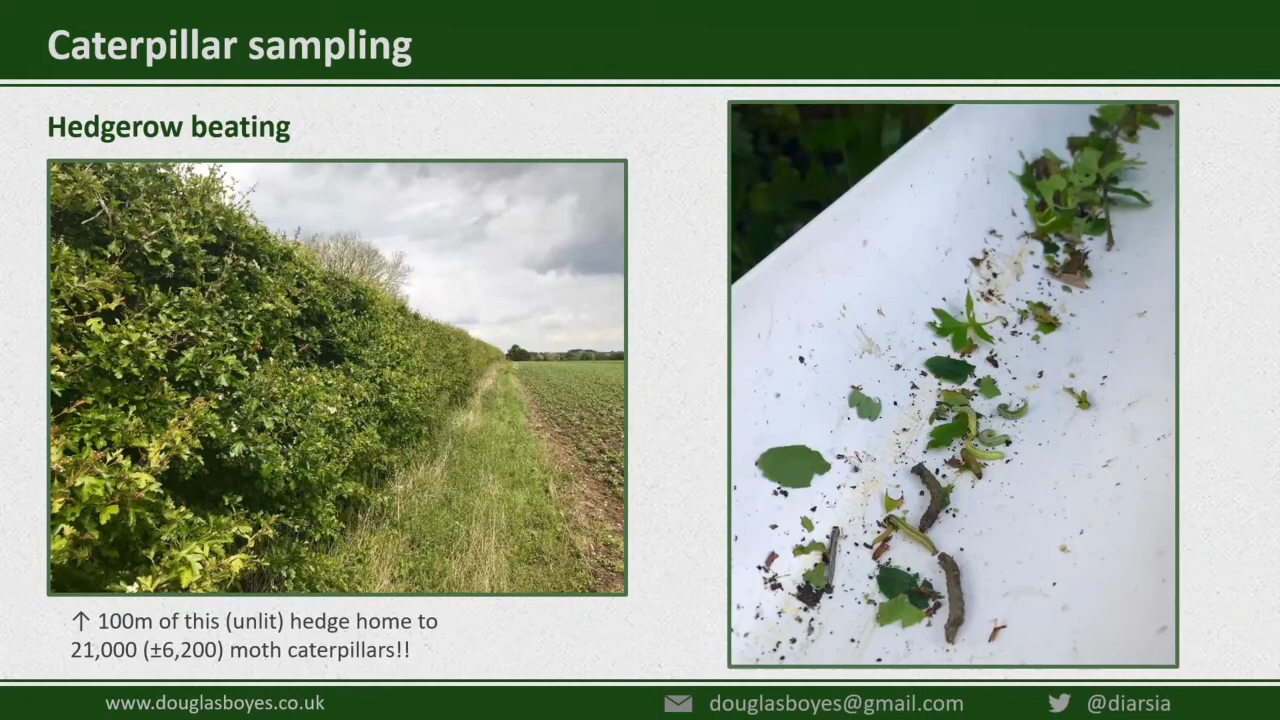 Caterpillar sampling
Hedgerow beating
↑ 100m of this (unlit) hedge home to
21,000 (±6,200) moth caterpillars!!
www.douglasboyes.co.uk
douglasboyes@gmail.com
@diarsia